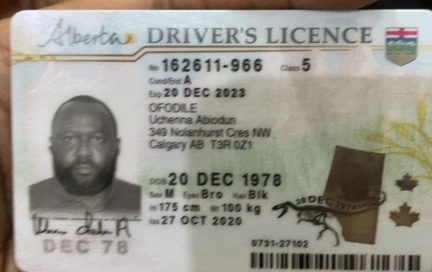 Alberta DRIVER'S LICENCE
No 162611-966 Class 5
Cond/End A
Exp 20 DEC 2023
OFODILE
Uchenna Abiodun
349 Nolanhurst Cres NW
Calgary AB T3R 0Z1
DOB 20 DEC 1978
Sex M Eyes Bro Hair Blk
Ht 175 cm Wt 100 kg
Iss 27 OCT 2020
20 DEC 1978
DEC 78
0731-27102